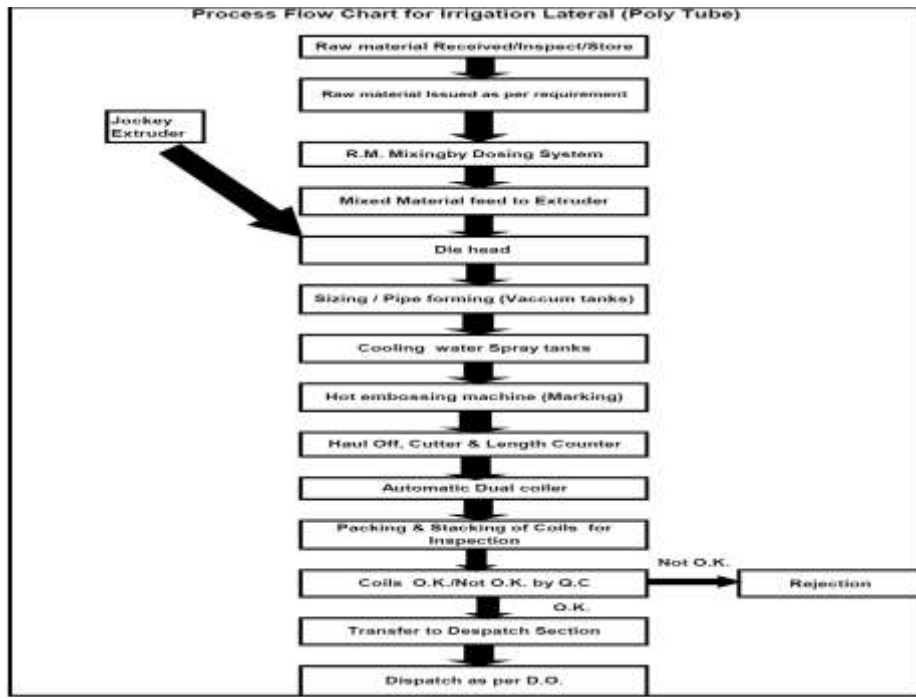 Process Flow Chart for Irrigation Lateral (Poly Tube)
Raw material Received/Inspect/Store
Raw material Issued as per requirement
Jockey
Extruder
R.M. Mixingby Dosing System
Mixed Material feed to Extruder
Die head
Sizing / Pipe forming (Vaccum tanks)
Cooling water Spray tanks
Hot embossing machine (Marking)
Haul Off, Cutter & Length Counter
Automatic Dual coiler
Packing & Stacking of Coils for
Inspection
Coils O.K./Not O.K. by Q.C
Not O.K.
Rejection
O.K.
Transfer to Despatch Section
Dispatch as per D.O.